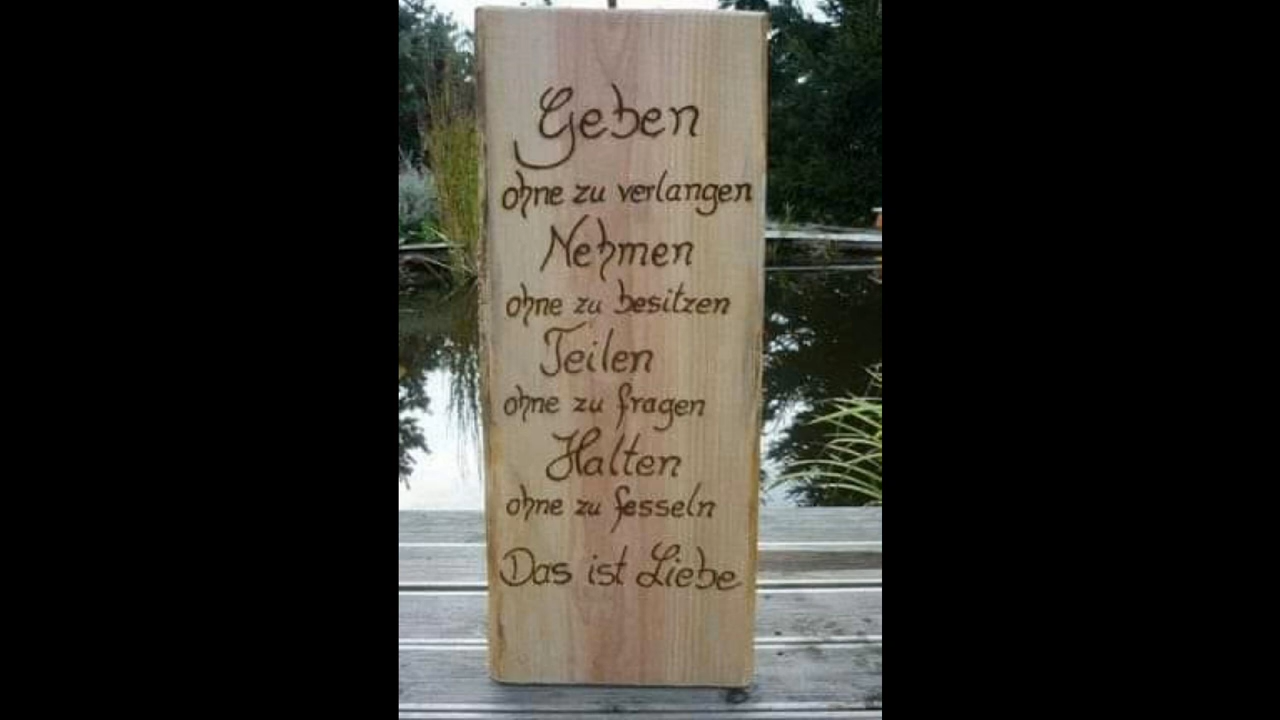 Geben
ohne zu verlangen
Nehmen
ohne zu besitzen
Teilen
ohne zu fragen
Halten
ohne zu fesseln
Das ist Liebe